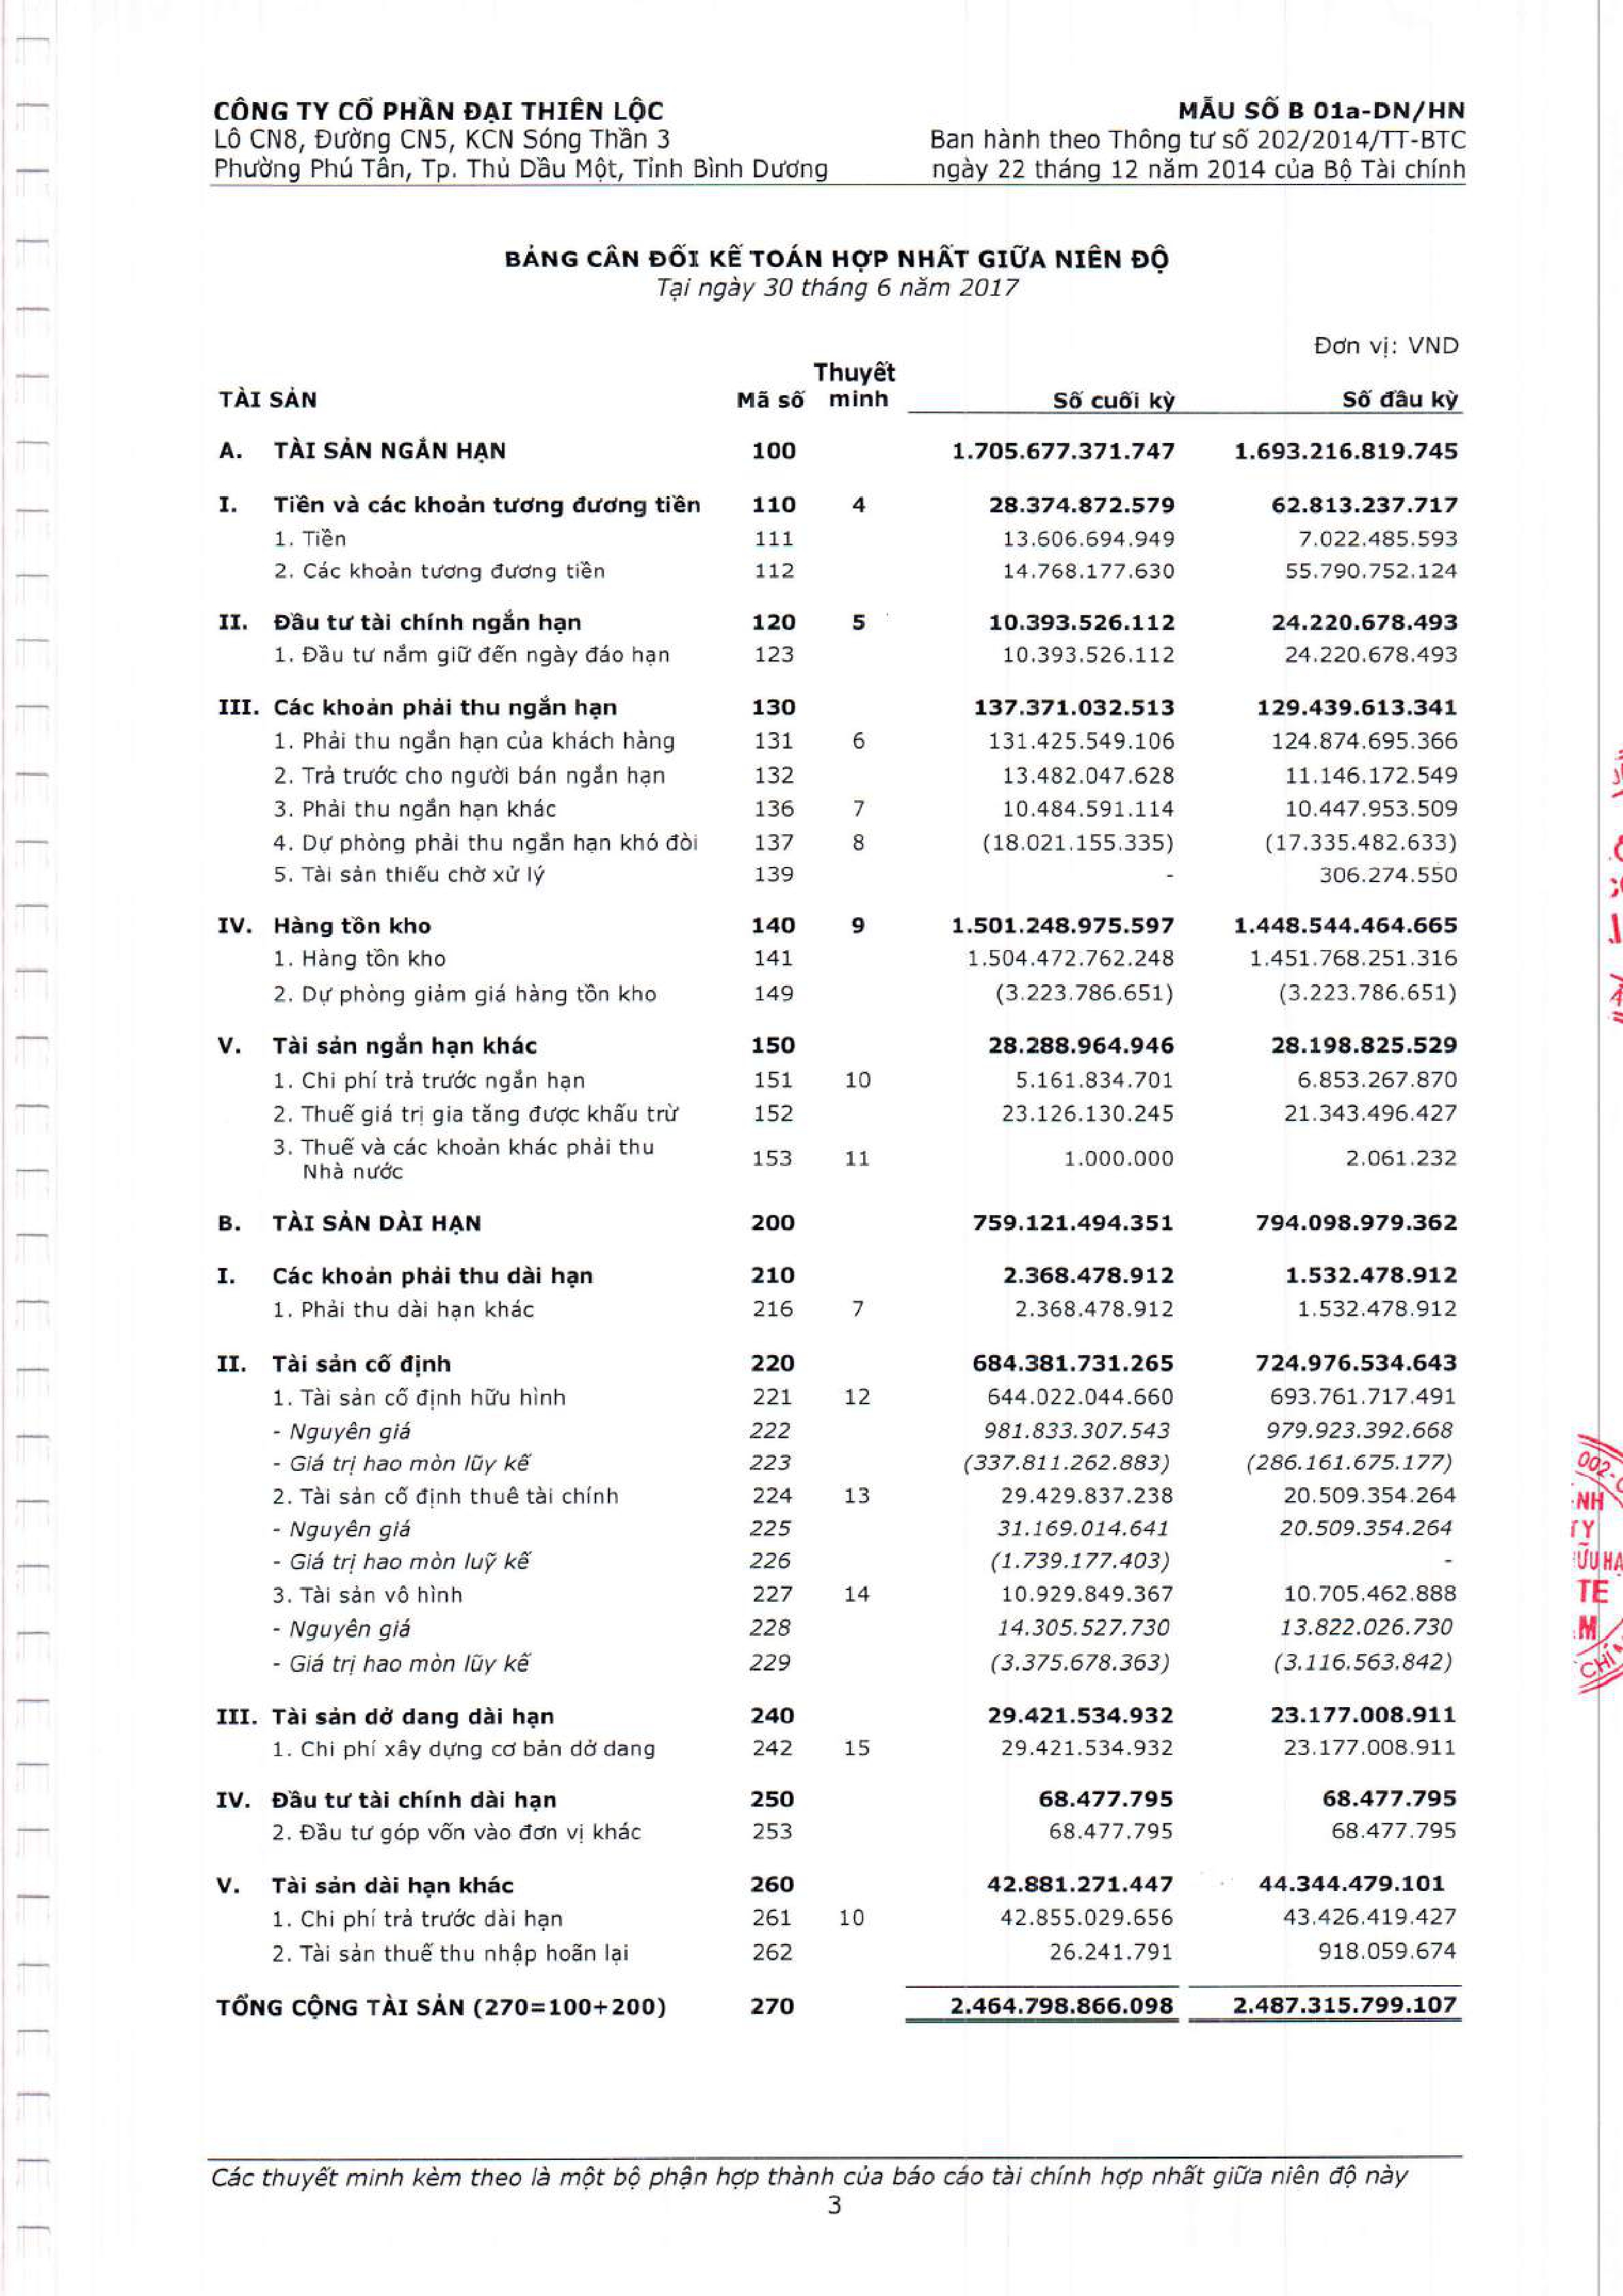 CÔNG TY CỔ PHẦN ĐẠI THIÊN LỘC
MẪU SỐ B 01a-DN/HN
Lô CN8, Đường CN5, KCN Sóng Thần 3
Ban hành theo Thông tư số 202/2014/TT-BTC
Phường Phú Tân, Tp. Thủ Dầu Một, Tỉnh Bình Dương
ngày 22 tháng 12 năm 2014 của Bộ Tài chính
BẢNG CÂN ĐỐI KẾ TOÁN HỢP NHẤT GIỮA NIÊN ĐỘ
Tại ngày 30 tháng 6 năm 2017
Đơn vị: VND
TÀI SẢN Mã số Thuyết minh Số cuối kỳ Số đầu kỳ
A. TÀI SẢN NGẮN HẠN 100 1.705.677.371.747 1.693.216.819.745
I. Tiền và các khoản tương đương tiền 110 4 28.374.872.579 62.813.237.717
1. Tiền 111 13.606.694.949 7.022.485.593
2. Các khoản tương đương tiền 112 14.768.177.630 55.790.752.124
II. Đầu tư tài chính ngắn hạn 120 5 10.393.526.112 24.220.678.493
1. Đầu tư nắm giữ đến ngày đáo hạn 123 10.393.526.112 24.220.678.493
III. Các khoản phải thu ngắn hạn 130 137.371.032.513 129.439.613.341
1. Phải thu ngắn hạn của khách hàng 131 6 131.425.549.106 124.874.695.366
2. Trả trước cho người bán ngắn hạn 132 13.482.047.628 11.146.172.549
3. Phải thu ngắn hạn khác 136 7 10.484.591.114 10.447.953.509
4. Dự phòng phải thu ngắn hạn khó đòi 137 8 (18.021.155.335) (17.335.482.633)
5. Tài sản thiếu chờ xử lý 139 - 306.274.550
IV. Hàng tồn kho 140 9 1.501.248.975.597 1.448.544.464.665
1. Hàng tồn kho 141 1.504.472.762.248 1.451.768.251.316
2. Dự phòng giảm giá hàng tồn kho 149 (3.223.786.651) (3.223.786.651)
V. Tài sản ngắn hạn khác 150 28.288.964.946 28.198.825.529
1. Chi phí trả trước ngắn hạn 151 10 5.161.834.701 6.853.267.870
2. Thuế giá trị gia tăng được khấu trừ 152 23.126.130.245 21.343.496.427
3. Thuế và các khoản khác phải thu
Nhà nước 153 11 1.000.000 2.061.232
B. TÀI SẢN DÀI HẠN 200 759.121.494.351 794.098.979.362
I. Các khoản phải thu dài hạn 210 2.368.478.912 1.532.478.912
1. Phải thu dài hạn khác 216 7 2.368.478.912 1.532.478.912
II. Tài sản cố định 220 684.381.731.265 724.976.534.643
1. Tài sản cố định hữu hình 221 12 644.022.044.660 693.761.717.491
- Nguyên giá 222 981.833.307.543 979.923.392.668
- Giá trị hao mòn lũy kế 223 (337.811.262.883) (286.161.675.177)
2. Tài sản cố định thuê tài chính 224 13 29.429.837.238 20.509.354.264
- Nguyên giá 225 31.169.014.641 20.509.354.264
- Giá trị hao mòn luỹ kế 226 (1.739.177.403) -
3. Tài sản vô hình 227 14 10.929.849.367 10.705.462.888
- Nguyên giá 228 14.305.527.730 13.822.026.730
- Giá trị hao mòn lũy kế 229 (3.375.678.363) (3.116.563.842)
III. Tài sản dở dang dài hạn 240 29.421.534.932 23.177.008.911
1. Chi phí xây dựng cơ bản dở dang 242 15 29.421.534.932 23.177.008.911
IV. Đầu tư tài chính dài hạn 250 68.477.795 68.477.795
2. Đầu tư góp vốn vào đơn vị khác 253 68.477.795 68.477.795
V. Tài sản dài hạn khác 260 42.881.271.447 44.344.479.101
1. Chi phí trả trước dài hạn 261 10 42.855.029.656 43.426.419.427
2. Tài sản thuế thu nhập hoãn lại 262 26.241.791 918.059.674
TỔNG CỘNG TÀI SẢN (270=100+200) 270 2.464.798.866.098 2.487.315.799.107
Các thuyết minh kèm theo là một bộ phận hợp thành của báo cáo tài chính hợp nhất giữa niên độ này
3